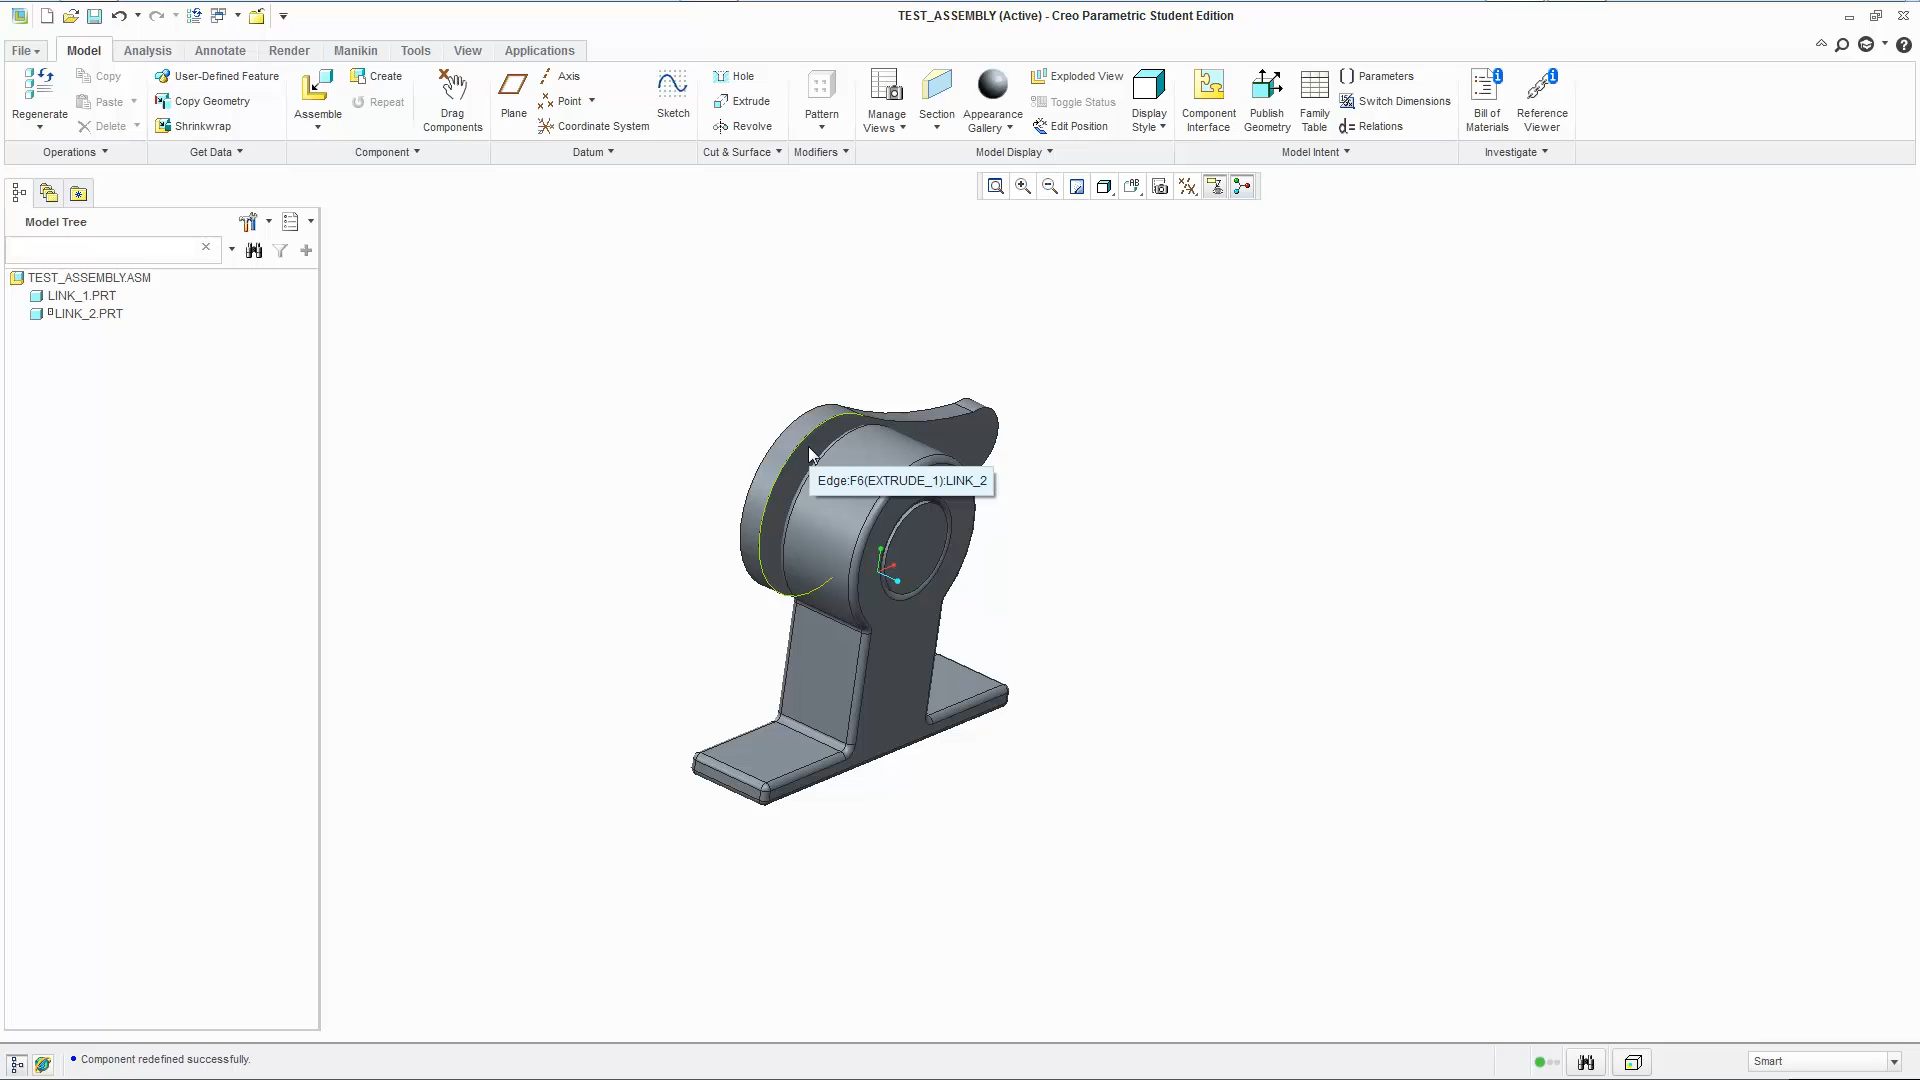 TEST_ASSEMBLY (Active) - Creo Parametric Student Edition
File Model Analysis Annotate Render Manikin Tools View Applications
Regenerate
Copy
Paste
Delete
Operations
User-Defined Feature
Copy Geometry
Shrinkwrap
Get Data
Assemble
Create
Repeat
Drag
Components
Component
Plane
Axis
Point
Coordinate System
Sketch
Datum
Hole
Extrude
Revolve
Cut & Surface
Pattern
Modifiers
Manage
Views
Section
Appearance
Gallery
Exploded View
Toggle Status
Edit Position
Display
Style
Model Display
Component
Interface
Publish
Geometry
Family
Table
Parameters
Switch Dimensions
d= Relations
Model Intent
Bill of
Materials
Reference
Viewer
Investigate
Model Tree
TEST_ASSEMBLY.ASM
LINK_1.PRT
LINK_2.PRT
Edge:F6(EXTRUDE_1):LINK_2
Component redefined successfully.
Smart